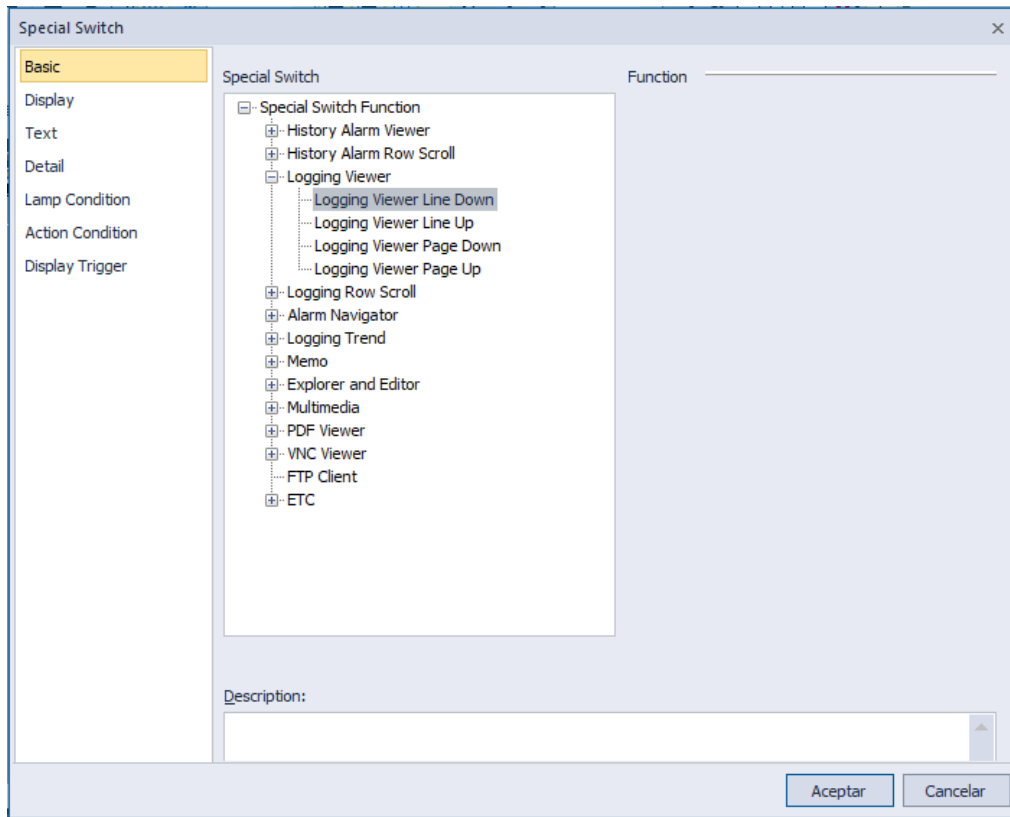 Special Switch
Basic
Display
Text
Detail
Lamp Condition
Action Condition
Display Trigger
Special Switch
Function
Special Switch Function
History Alarm Viewer
History Alarm Row Scroll
Logging Viewer
Logging Viewer Line Down
Logging Viewer Line Up
Logging Viewer Page Down
Logging Viewer Page Up
Logging Row Scroll
Alarm Navigator
Logging Trend
Memo
Explorer and Editor
Multimedia
PDF Viewer
VNC Viewer
FTP Client
ETC
Description:
Aceptar
Cancelar